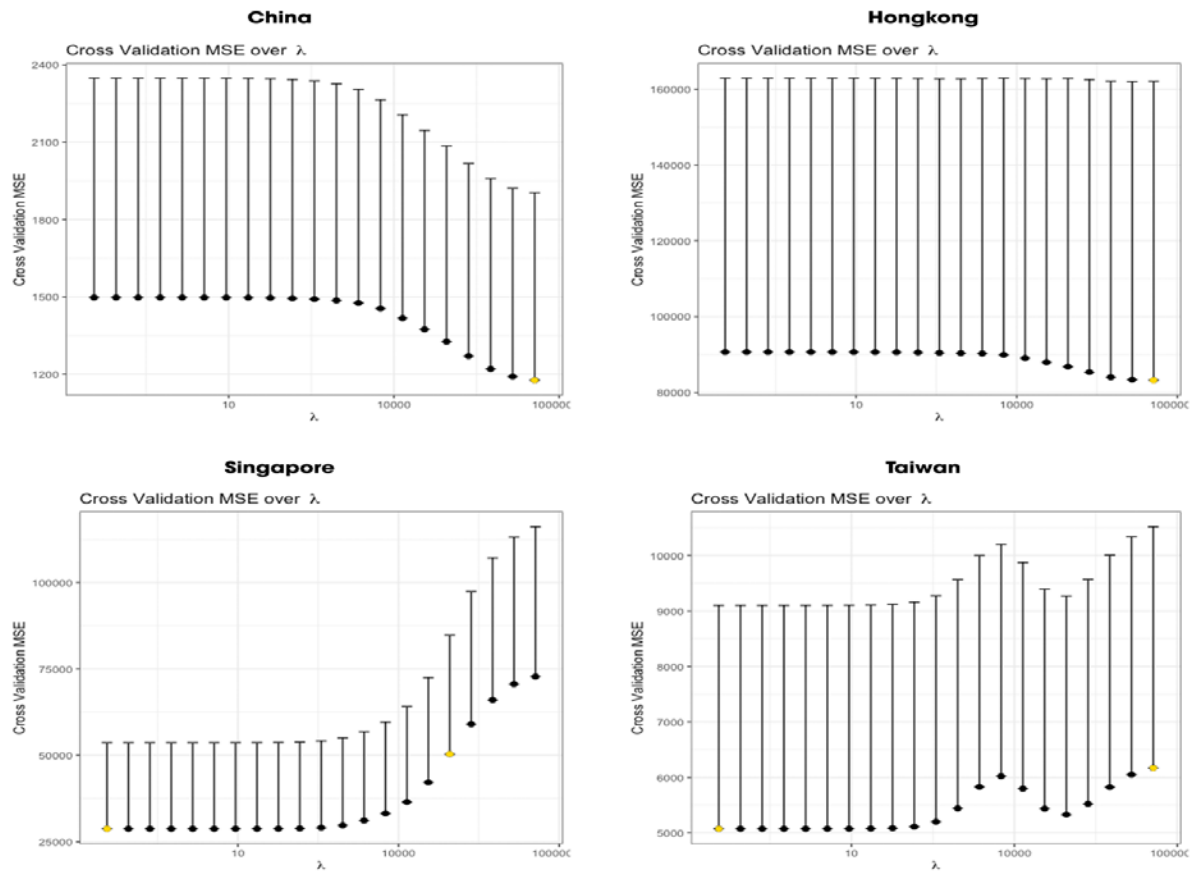 China
Cross Validation MSE over λ
Cross Validation MSE
2400
2100
1800
1500
1200
10
10000
100000
λ
Hongkong
Cross Validation MSE over λ
Cross Validation MSE
160000
140000
120000
100000
80000
10
10000
100000
λ
Singapore
Cross Validation MSE over λ
Cross Validation MSE
100000
75000
50000
25000
10
10000
100000
λ
Taiwan
Cross Validation MSE over λ
Cross Validation MSE
10000
9000
8000
7000
6000
5000
10
10000
100000
λ